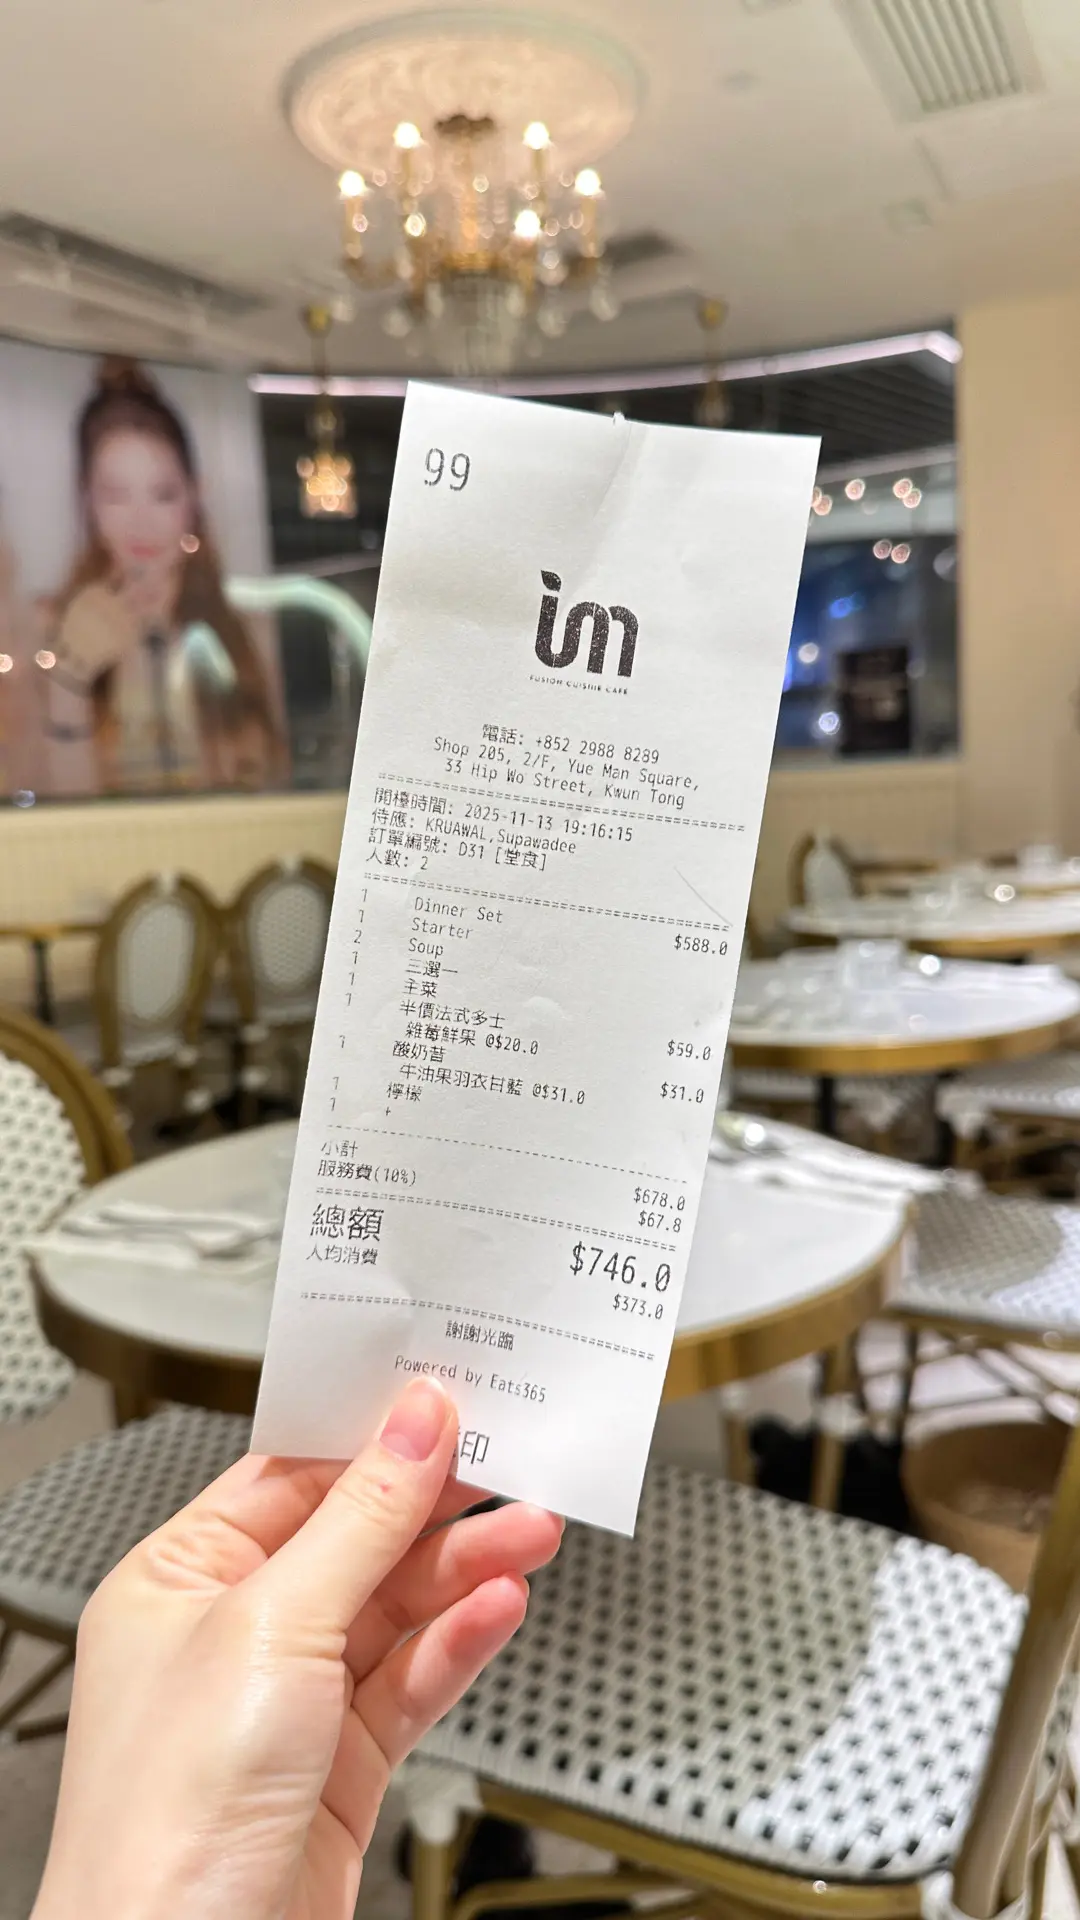 99
im
FUSION CUISINE CAFE
電話: +852 2988 8289
Shop 205, 2/F, Yue Man Square,
33 Hip Wo Street, Kwun Tong
開檯時間: 2025-11-13 19:16:15
侍應: KRUAWAL,Supawadee
訂單編號: D31 [堂食]
人數: 2
1 Dinner Set $588.0
1 Starter
2 Soup
1 三選一
1 主菜
1 半價法式多士 $59.0
雜莓鮮果 @$20.0
1 酸奶昔 $31.0
牛油果羽衣甘藍 @$31.0
1 檸檬
1 +
小計 $678.0
服務費(10%) $67.8
總額 $746.0
人均消費 $373.0
謝謝光臨
Powered by Eats365
印